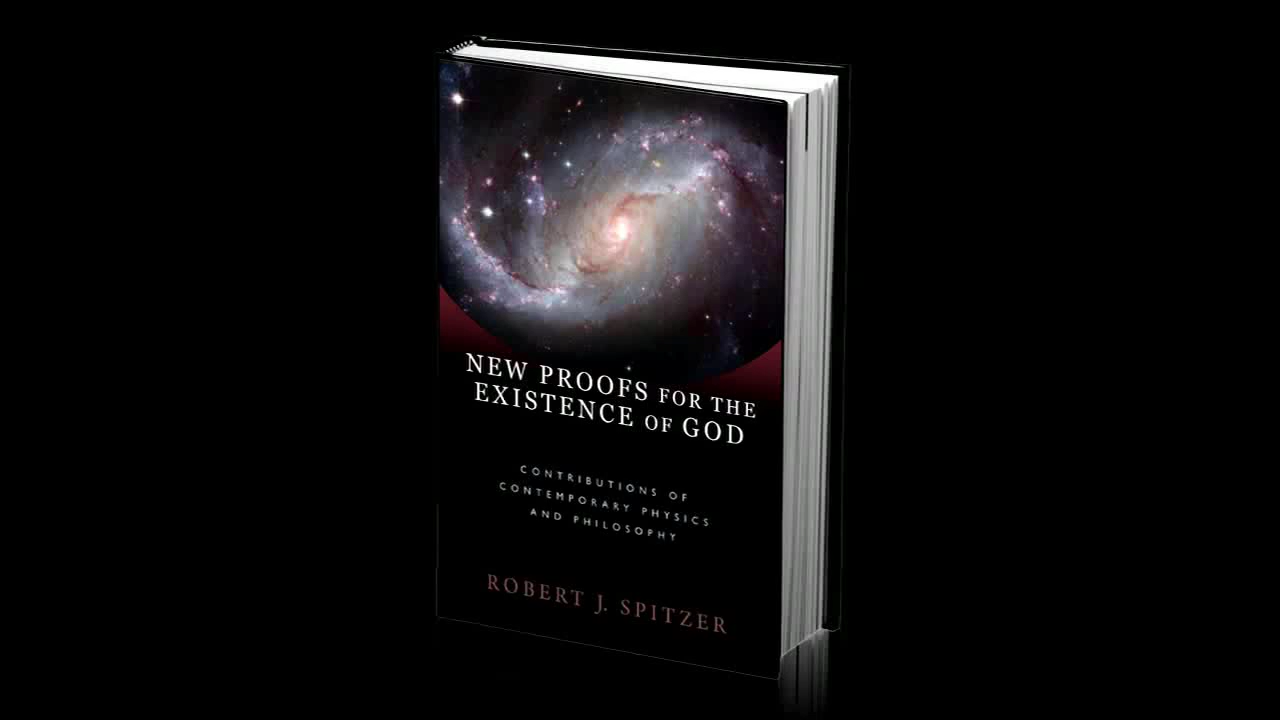 NEW PROOFS FOR THE
EXISTENCE OF GOD
CONTRIBUTIONS OF
CONTEMPORARY PHYSICS
AND PHILOSOPHY
ROBERT J. SPITZER